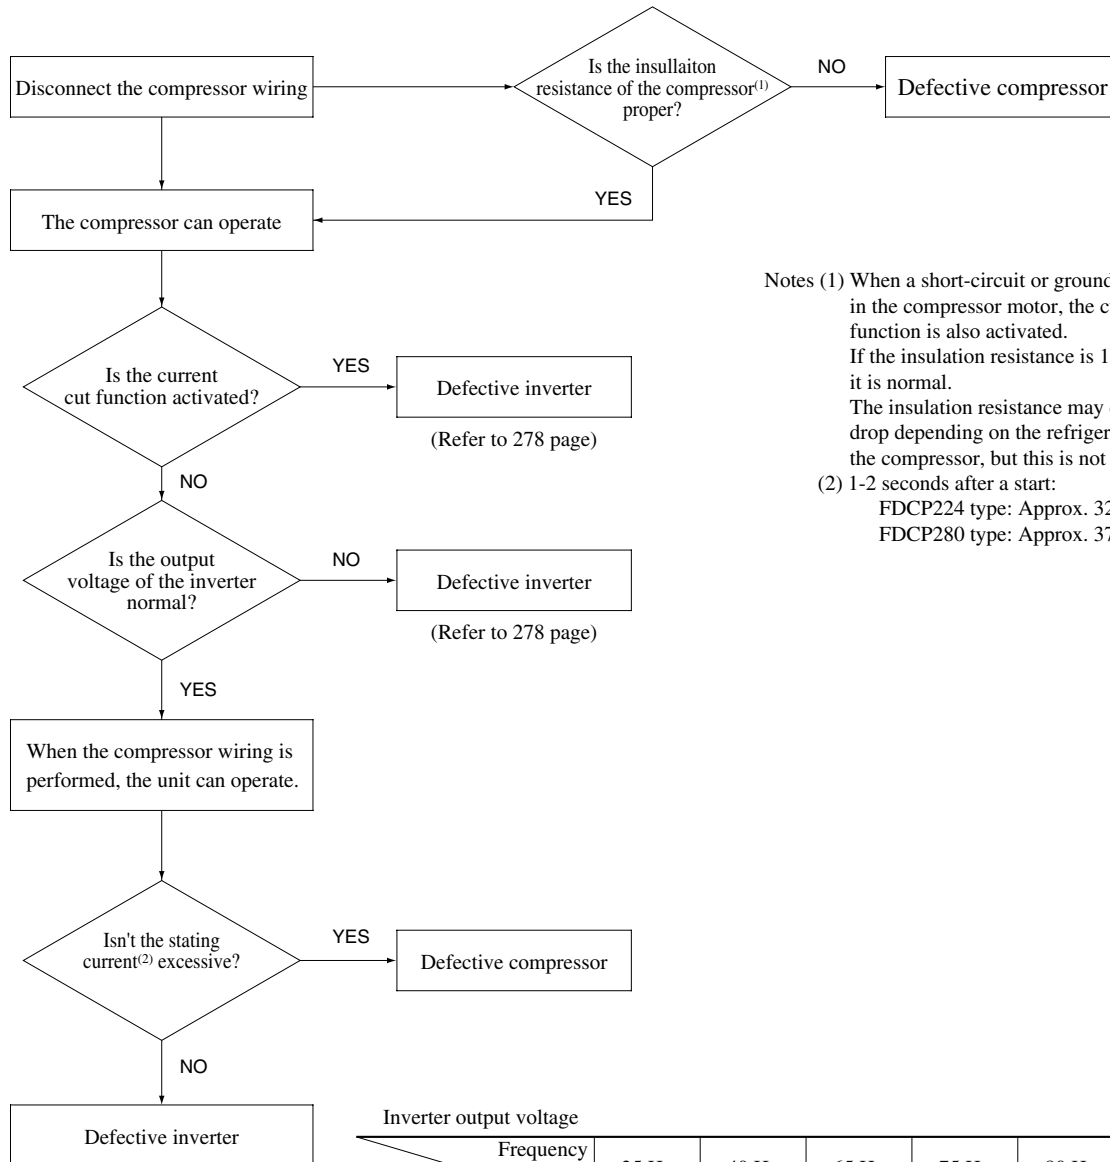 Disconnect the compressor wiring
Is the insullaiton
resistance of the compressor(1)
proper?
NO
Defective compressor
YES
The compressor can operate
Notes (1) When a short-circuit or ground
in the compressor motor, the
function is also activated.
If the insulation resistance is
it is normal.
The insulation resistance may
drop depending on the
the compressor, but this is not
(2) 1-2 seconds after a start:
FDCP224 type: Approx.
FDCP280 type: Approx.
Is the current
cut function activated?
YES
Defective inverter
(Refer to 278 page)
NO
Is the output
voltage of the inverter
normal?
NO
Defective inverter
(Refer to 278 page)
YES
When the compressor wiring is
performed, the unit can operate.
Isn't the stating
current(2) excessive?
YES
Defective compressor
NO
Defective inverter
Inverter output voltage
Frequency